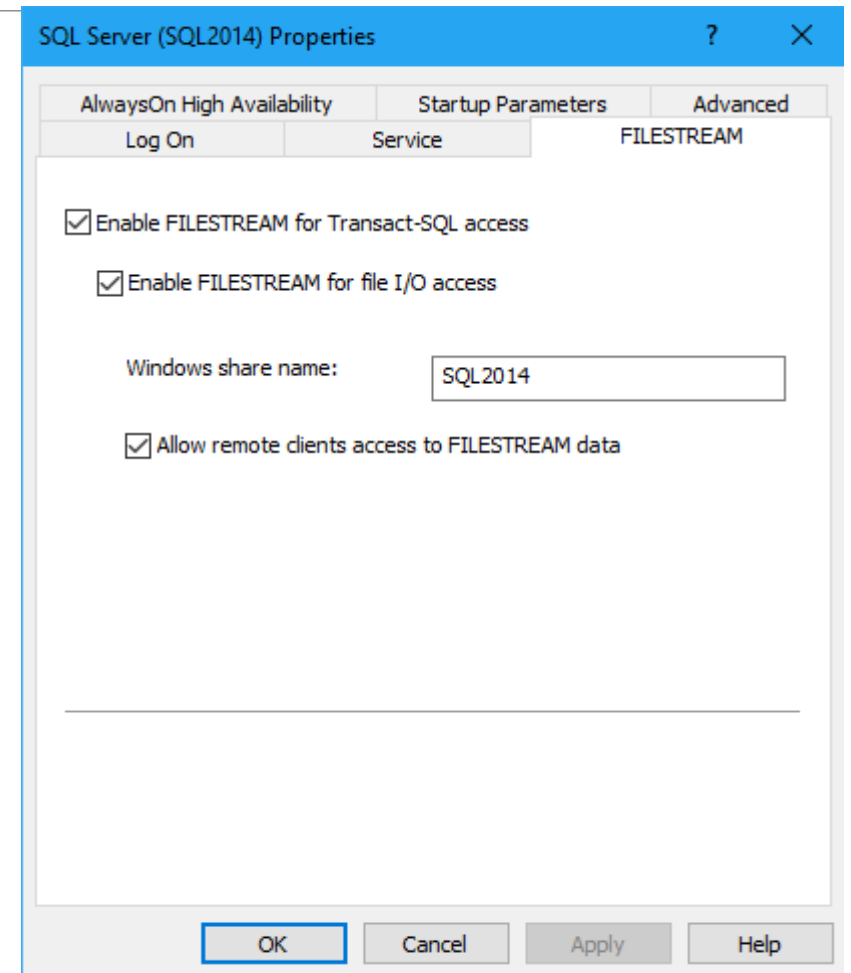 SQL Server (SQL2014) Properties ? ✕
AlwaysOn High Availability Startup Parameters Advanced
Log On Service FILESTREAM
Enable FILESTREAM for Transact-SQL access
Enable FILESTREAM for file I/O access
Windows share name: SQL2014
Allow remote clients access to FILESTREAM data
OK Cancel Apply Help